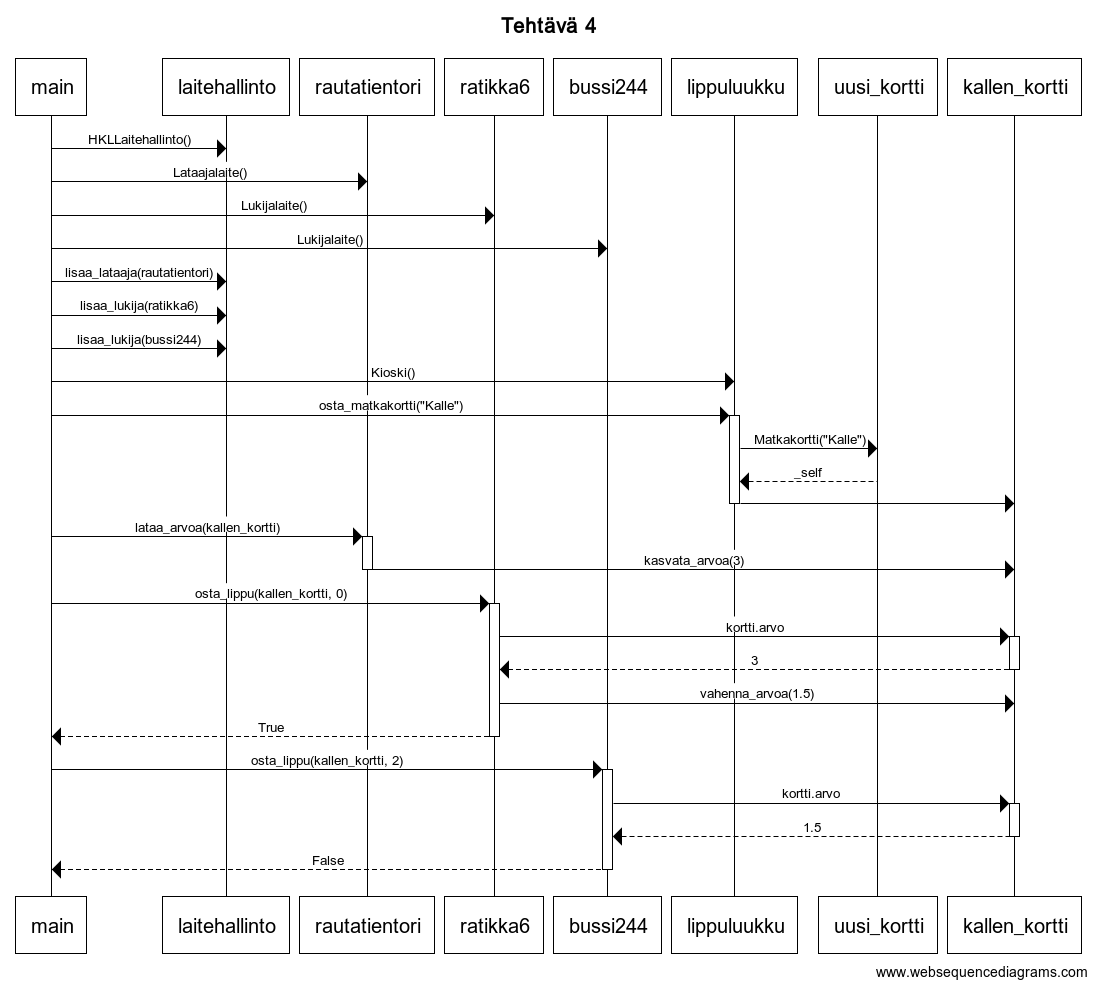 Tehtävä 4
main laitehallinto rautatientori ratikka6 bussi244 lippuluukku uusi_kortti kallen_kortti
HKLLaitehallinto()
Lataajalaite()
Lukijalaite()
Lukijalaite()
lisaa_lataaja(rautatientori)
lisaa_lukija(ratikka6)
lisaa_lukija(bussi244)
Kioski()
osta_matkakortti("Kalle")
Matkakortti("Kalle")
_self
lataa_arvoa(kallen_kortti)
kasvata_arvoa(3)
osta_lippu(kallen_kortti, 0)
kortti.arvo
3
vahenna_arvoa(1.5)
True
osta_lippu(kallen_kortti, 2)
kortti.arvo
1.5
False
main laitehallinto rautatientori ratikka6 bussi244 lippuluukku uusi_kortti kallen_kortti
www.websequencediagrams.com